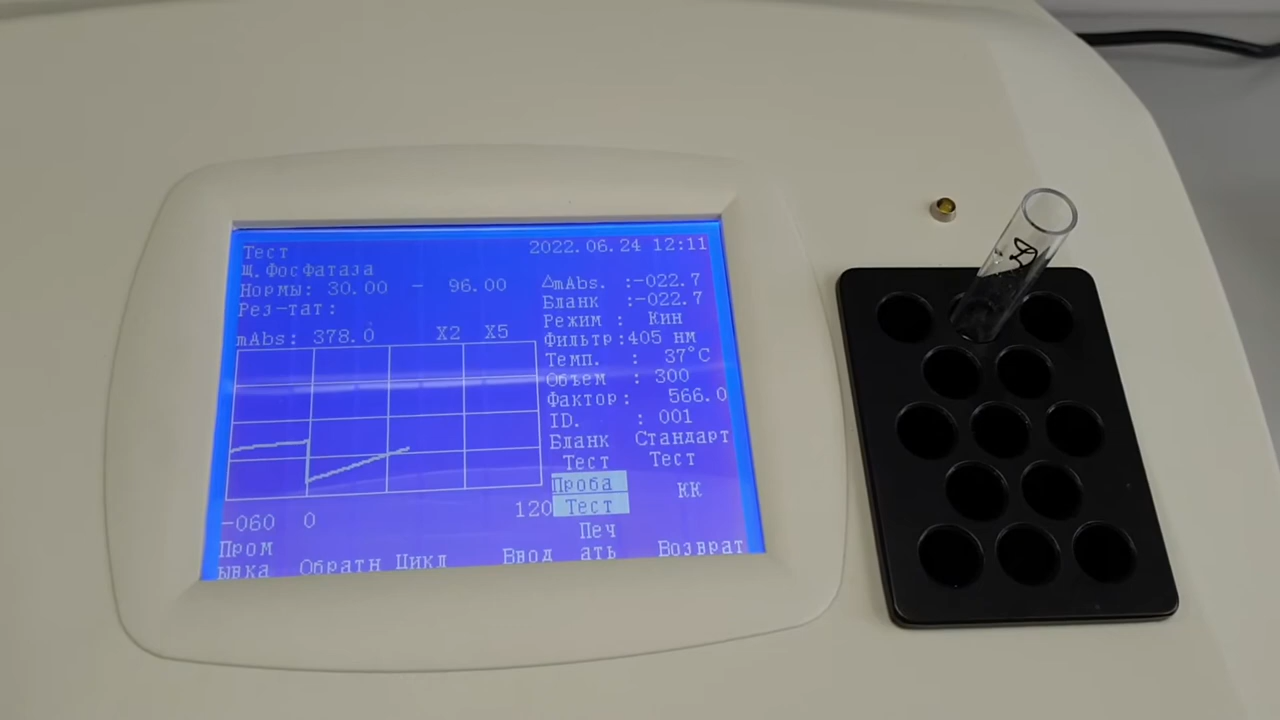 Тест 2022.06.24 12:11
Щ.Фосфатаза
Нормы: 30.00 - 96.00
Рез-тат:
mAbs: 378.0 X2 X5
△mAbs. :-022.7
Бланк :-022.7
Режим : Кин
Фильтр:405 нм
Темп. : 37°C
Объем : 300
Фактор: 566.0
ID. : 001
Бланк Стандарт
Тест Тест
Проба КК
Тест
-060 0 120
Пром
ывка Обратн Цикл Ввод
Печ
ать Возврат